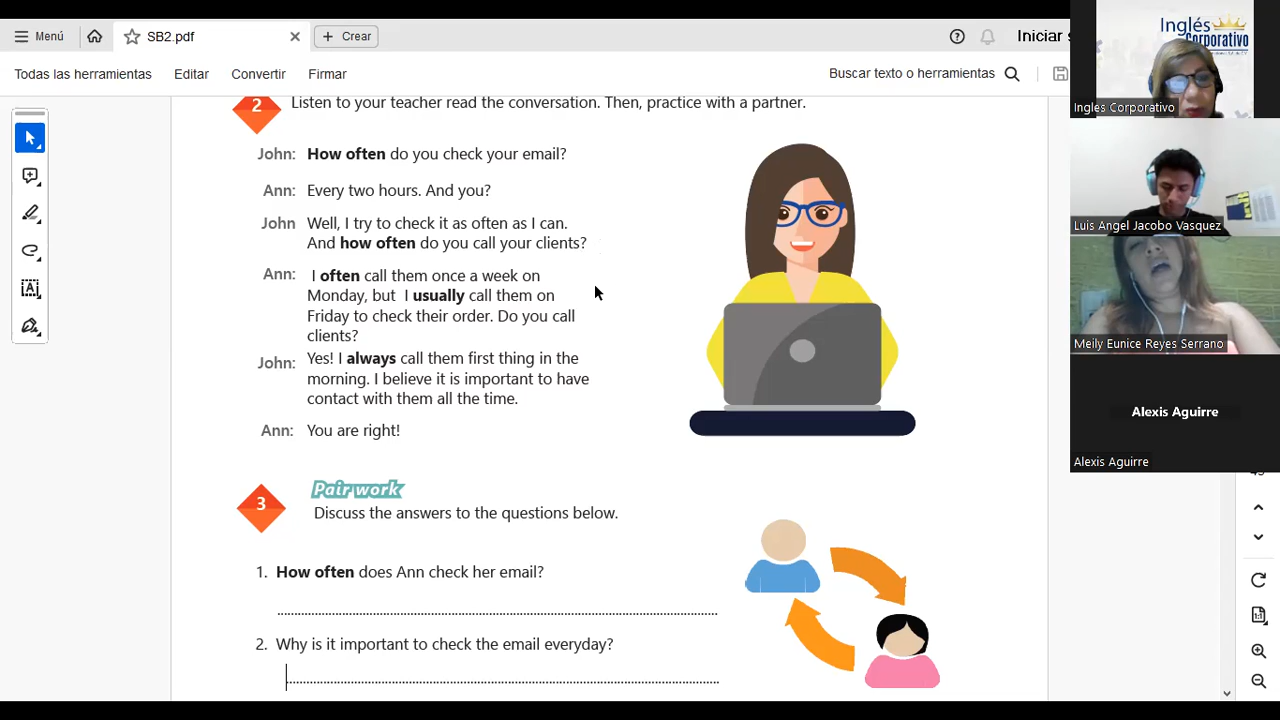 Menú
SB2.pdf
Crear
Iniciar s
Todas las herramientas
Editar
Convertir
Firmar
Buscar texto o herramientas
2
Listen to your teacher read the conversation. Then, practice with a partner.
John: How often do you check your email?
Ann: Every two hours. And you?
John Well, I try to check it as often as I can.
And how often do you call your clients?
Ann: I often call them once a week on
Monday, but I usually call them on
Friday to check their order. Do you call
clients?
John: Yes! I always call them first thing in the
morning. I believe it is important to have
contact with them all the time.
Ann: You are right!
3
Pair work
Discuss the answers to the questions below.
1. How often does Ann check her email?
2. Why is it important to check the email everyday?
Inglés
Corporativo
Ingles Corporativo
Luis Angel Jacobo Vasquez
Meily Eunice Reyes Serrano
Alexis Aguirre
Alexis Aguirre